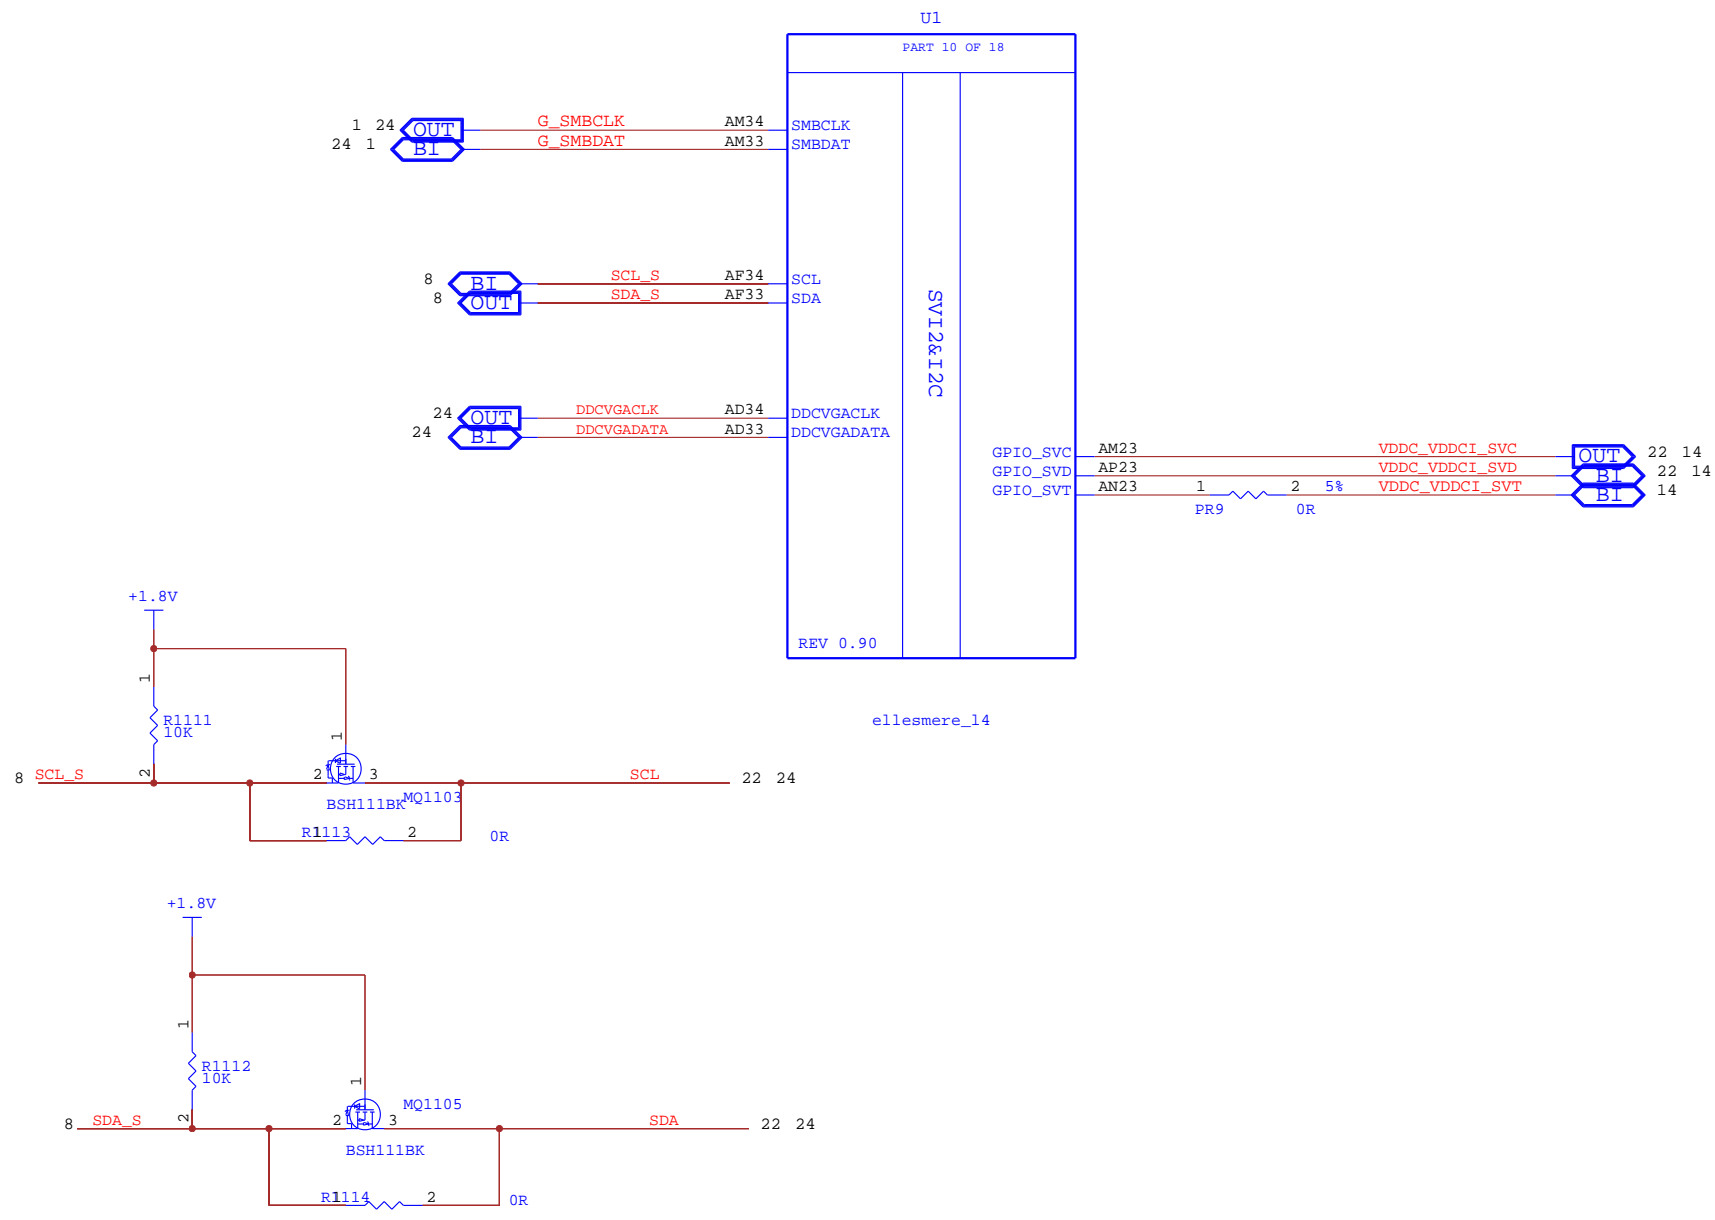 U1
PART 10 OF 18
1 24 OUT G_SMBCLK AM34 SMBCLK
24 1 BI G_SMBDAT AM33 SMBDAT
8 BI SCL_S AF34 SCL
8 OUT SDA_S AF33 SDA
SVI2&I2C
24 OUT DDCVGACLK AD34 DDCVGACLK
24 BI DDCVGADATA AD33 DDCVGADATA
GPIO_SVC AM23 VDDC_VDDCI_SVC OUT 22 14
GPIO_SVD AP23 VDDC_VDDCI_SVD BI 22 14
GPIO_SVT AN23 1 2 5% VDDC_VDDCI_SVT BI 14
PR9 0R
REV 0.90
ellesmere_l4
+1.8V
1
R1111
10K
1
8 SCL_S 2 2 3 SCL 22 24
BSH111BK MQ1103
R1113 1 2 0R
+1.8V
1
R1112
10K
1
MQ1105
8 SDA_S 2 2 3 SDA 22 24
BSH111BK
R1114 1 2 0R